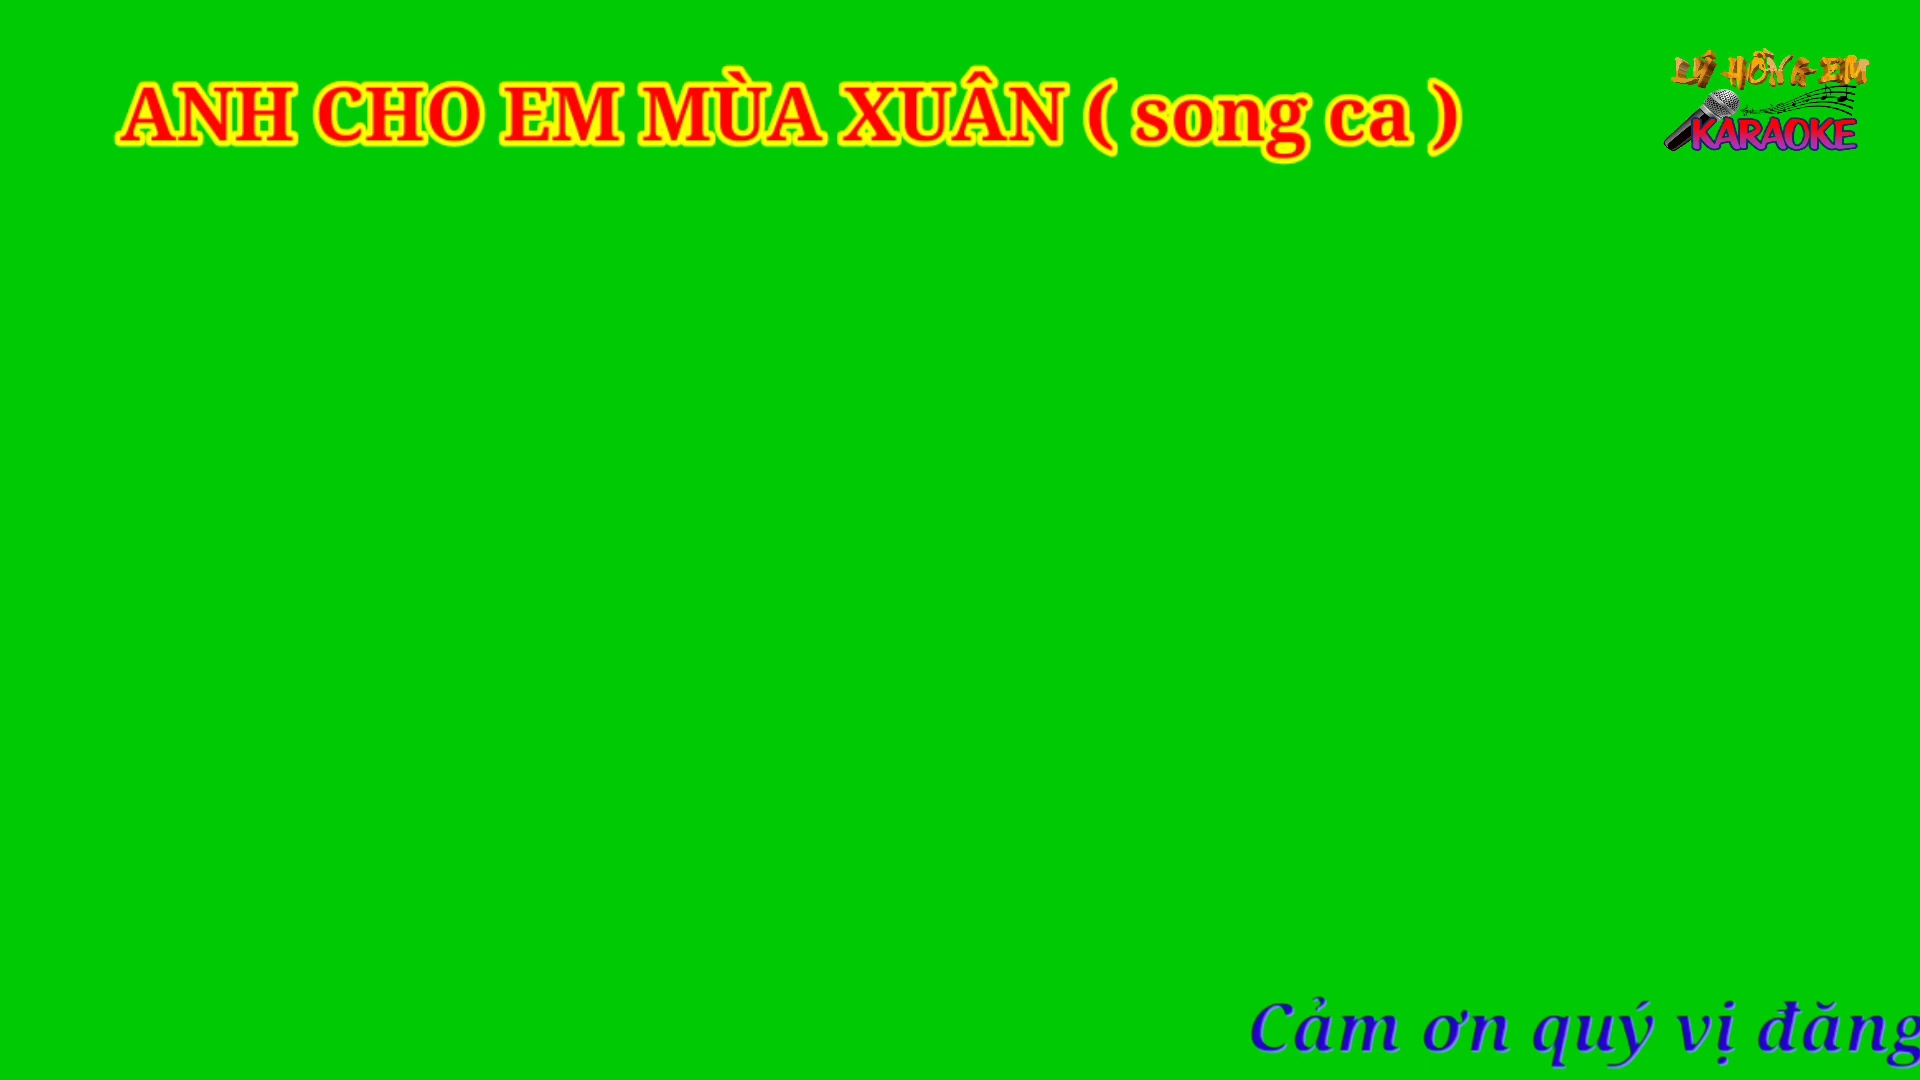 ANH CHO EM MÙA XUÂN ( song ca )
LÝ HỒNG EM
KARAOKE
Cảm ơn quý vị đăng